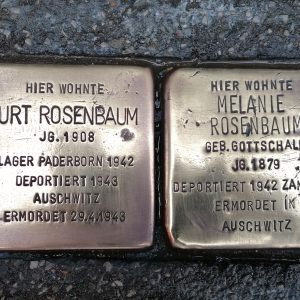 HIER WOHNTE
URT ROSENBAUM
JG. 1908
LAGER PADERBORN 1942
DEPORTIERT 1943
AUSCHWITZ
ERMORDET 29.4.1943
HIER WOHNTE
MELANIE
ROSENBAUM
GEB. GOTTSCHAL
JG. 1879
DEPORTIERT 1942 ZA
ERMORDET IN
AUSCHWITZ